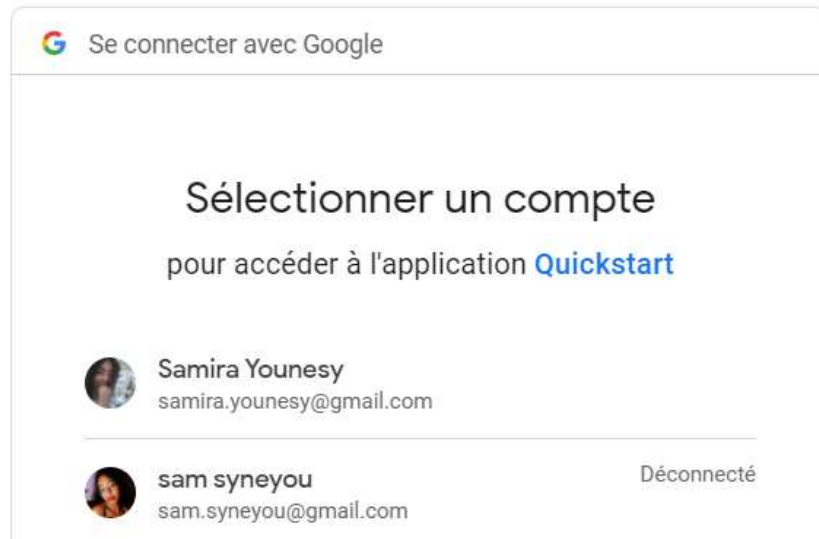 Se connecter avec Google
Sélectionner un compte
pour accéder à l'application Quickstart
Samira Younesy
samira.younesy@gmail.com
sam syneyou
Déconnecté
sam.syneyou@gmail.com